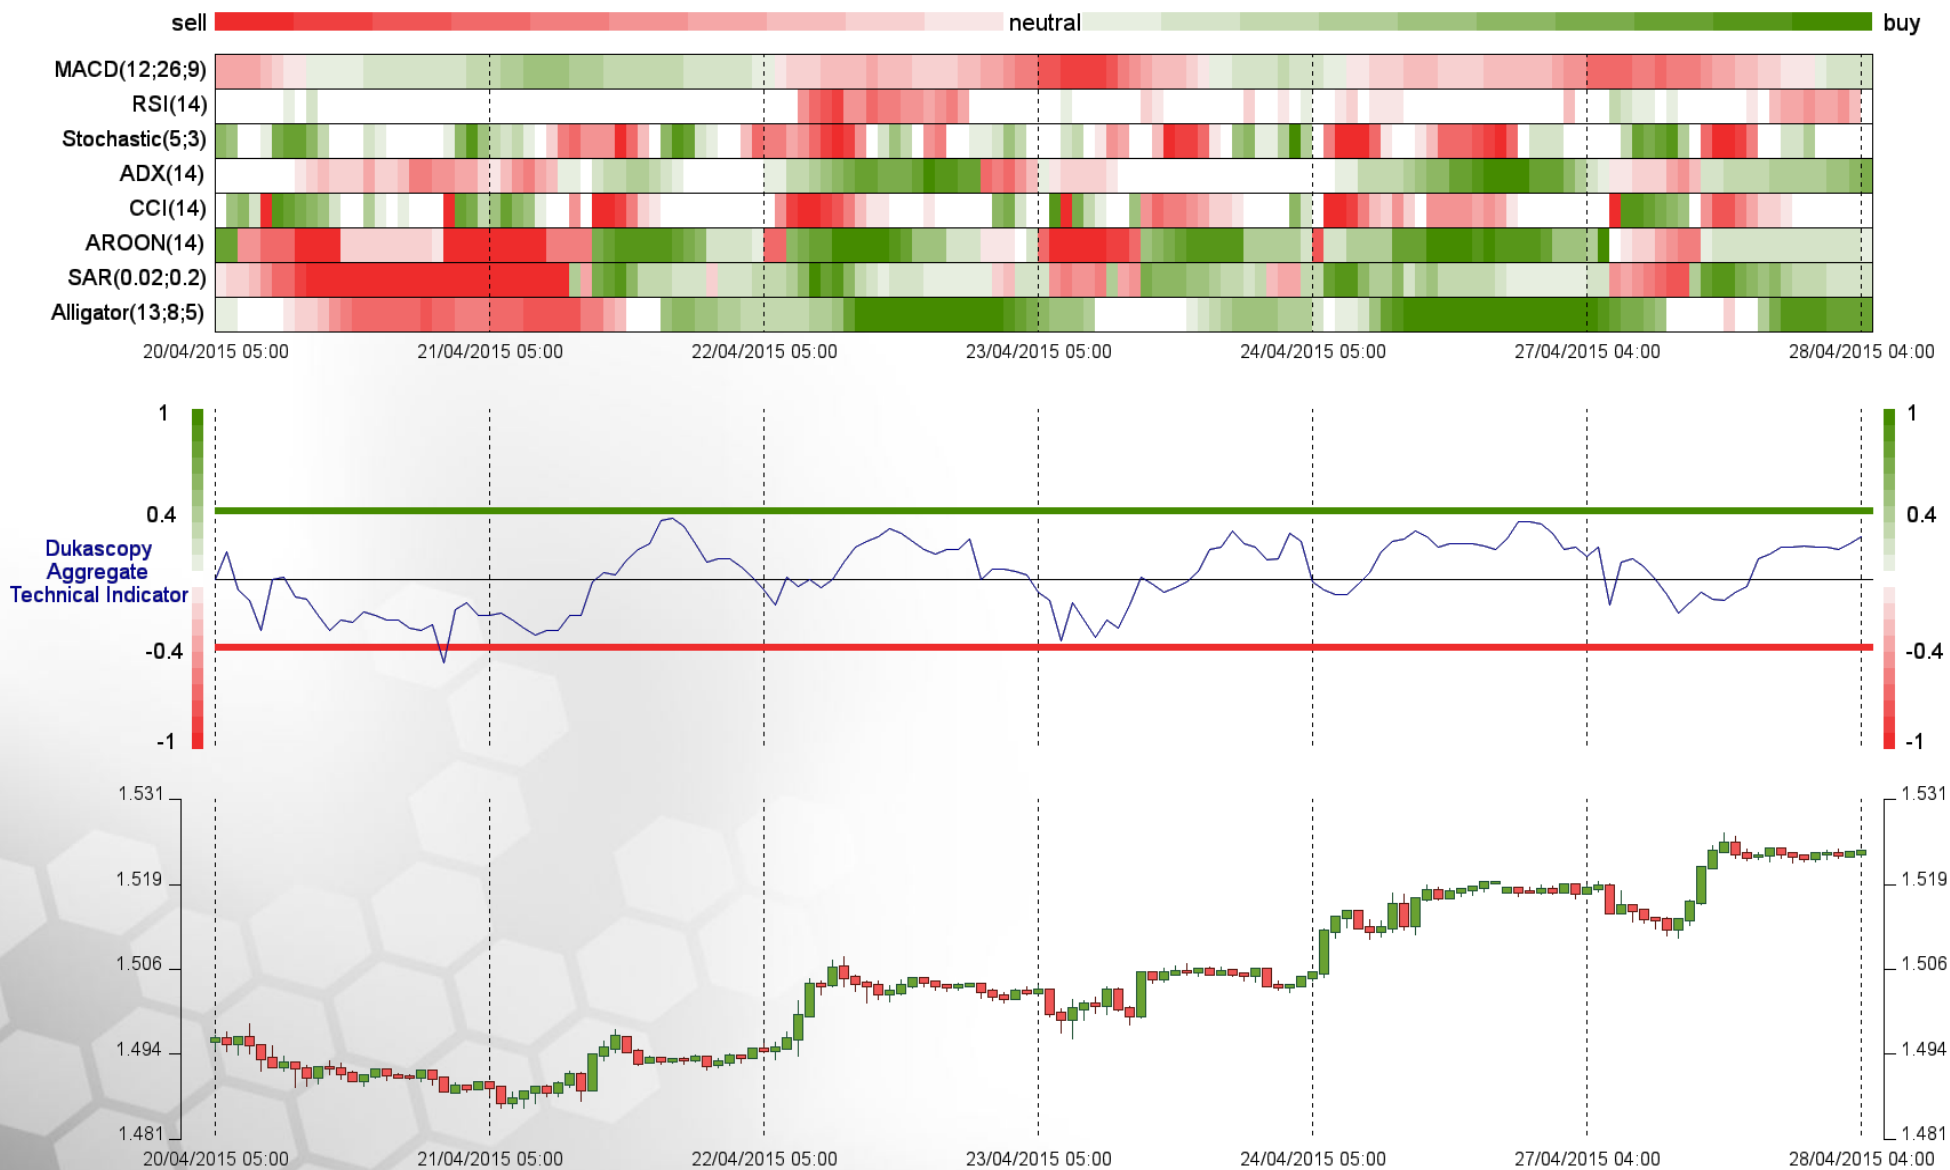 sell neutral buy
MACD(12;26;9)
RSI(14)
Stochastic(5;3)
ADX(14)
CCI(14)
AROON(14)
SAR(0.02;0.2)
Alligator(13;8;5)
20/04/2015 05:00 21/04/2015 05:00 22/04/2015 05:00 23/04/2015 05:00 24/04/2015 05:00 27/04/2015 04:00 28/04/2015 04:00
1 1
0.4 0.4
Dukascopy
Aggregate
Technical Indicator
-0.4 -0.4
-1 -1
1.531 1.531
1.519 1.519
1.506 1.506
1.494 1.494
1.481 1.481
20/04/2015 05:00 21/04/2015 05:00 22/04/2015 05:00 23/04/2015 05:00 24/04/2015 05:00 27/04/2015 04:00 28/04/2015 04:00